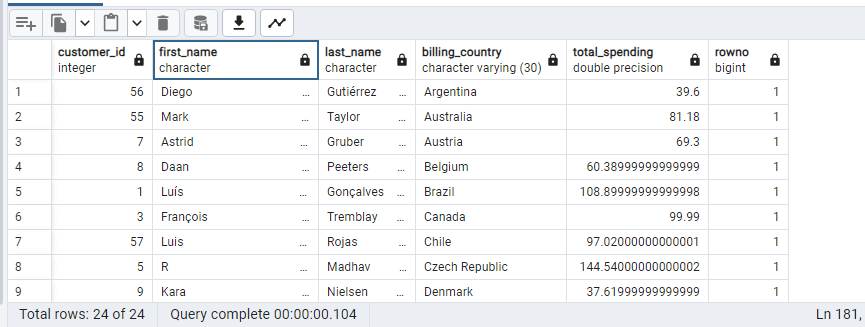 customer_id first_name last_name billing_country total_spending rowno
integer character character character varying (30) double precision bigint
1 56 Diego ... Gutiérrez ... Argentina 39.6 1
2 55 Mark ... Taylor ... Australia 81.18 1
3 7 Astrid ... Gruber ... Austria 69.3 1
4 8 Daan ... Peeters ... Belgium 60.38999999999999 1
5 1 Luís ... Gonçalves ... Brazil 108.89999999999998 1
6 3 François ... Tremblay ... Canada 99.99 1
7 57 Luis ... Rojas ... Chile 97.02000000000001 1
8 5 R ... Madhav ... Czech Republic 144.54000000000002 1
9 9 Kara ... Nielsen ... Denmark 37.61999999999999 1
Total rows: 24 of 24 Query complete 00:00:00.104 Ln 181,